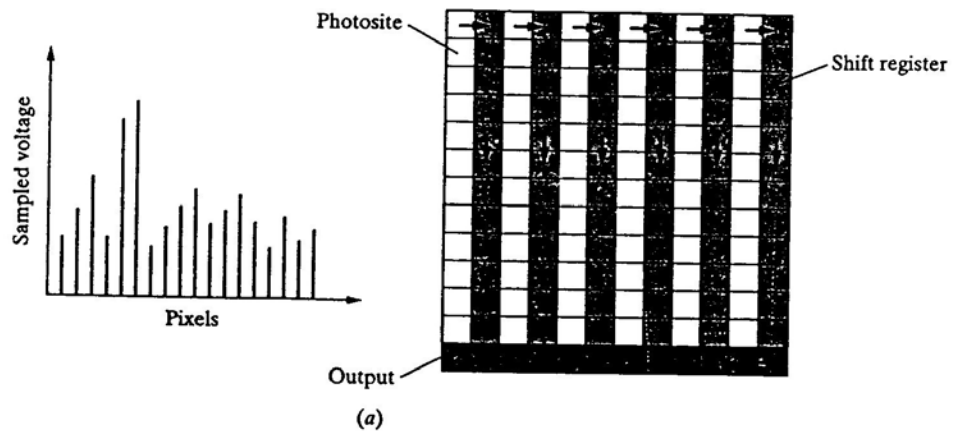 Photosite
Shift register
Sampled voltage
Pixels
Output
(a)